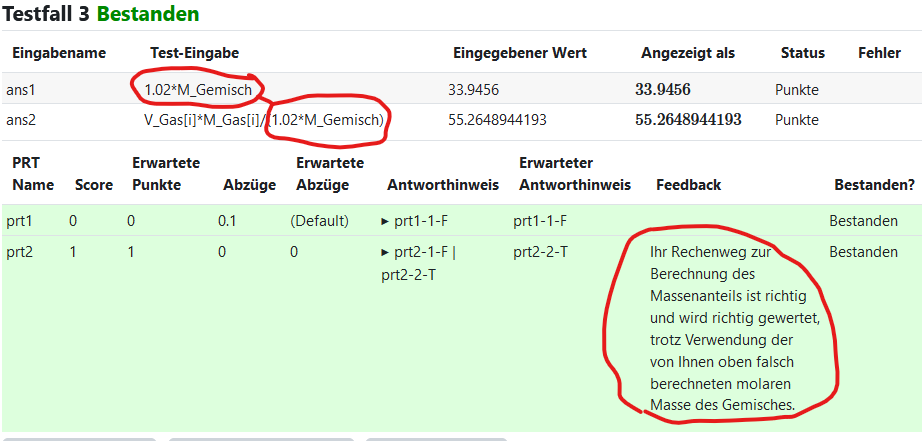 Testfall 3 Bestanden
Eingabename Test-Eingabe Eingegebener Wert Angezeigt als Status Fehler
ans1 1.02*M_Gemisch 33.9456 33.9456 Punkte
ans2 V_Gas[i]*M_Gas[i]/(1.02*M_Gemisch) 55.2648944193 55.2648944193 Punkte
PRT Erwartete Erwartete Erwarteter
Name Score Punkte Abzüge Abzüge Antworthinweis Antworthinweis Feedback Bestanden?
prt1 0 0 0.1 (Default) ▸ prt1-1-F prt1-1-F Bestanden
prt2 1 1 0 0 ▸ prt2-1-F | prt2-2-T Ihr Rechenweg zur Bestanden
prt2-2-T Berechnung des
Massenanteils ist richtig
und wird richtig gewertet,
trotz Verwendung der
von Ihnen oben falsch
berechneten molaren
Masse des Gemisches.